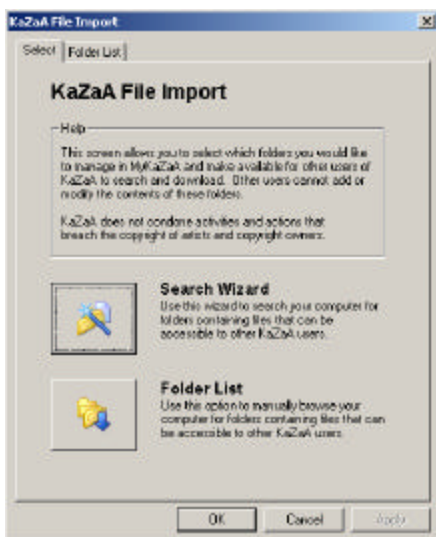 KaZaA File Import
Select
Folder List
KaZaA File Import
Help
This screen allows you to select which folders you would like
to manage in MyKaZaA and make available for other users of
KaZaA to search and download. Other users cannot add or
modify the contents of these folders.
KaZaA does not condone activities and actions that
breach the copyright of artists and copyright owners.
Search Wizard
Use this wizard to search your computer for
folders containing files that can be
accessible to other KaZaA users.
Folder List
Use this option to manually browse your
computer for folders containing files that can
be accessible to other KaZaA users.
OK
Cancel
Apply